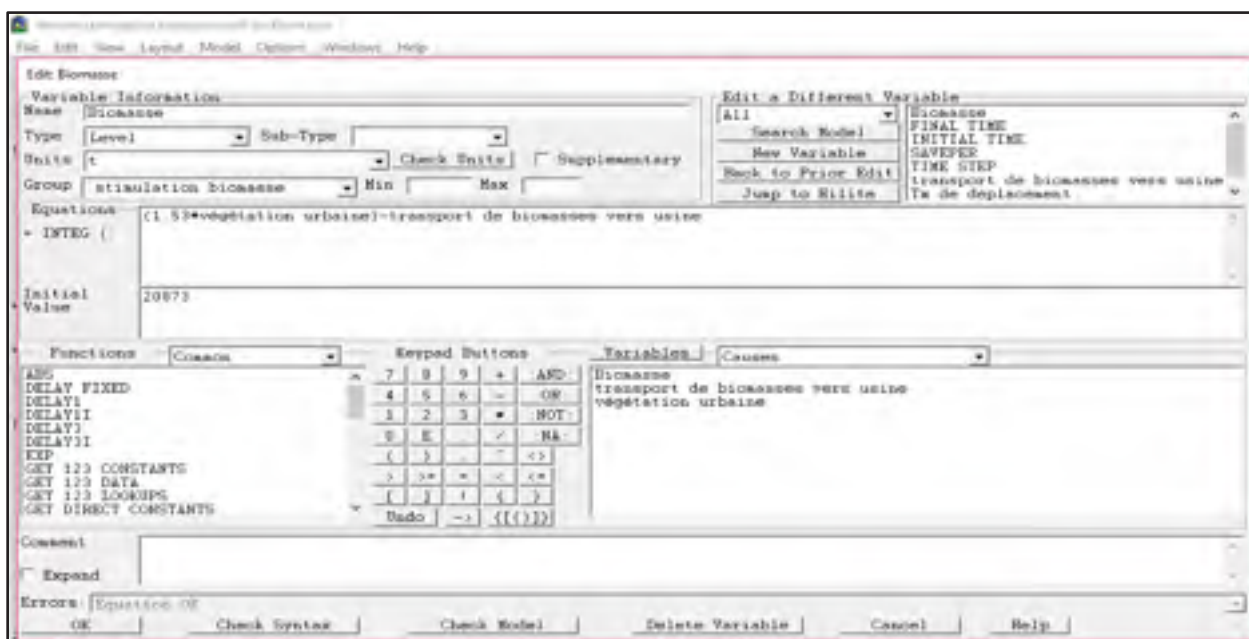 File Edit View Layout Model Options Windows Help
Edit: Biomasse
Variable Information
Name Biomasse
Type Level Sub-Type
Units t Check Units Supplementary
Group stimulation biomasse Min Max
Edit a Different Variable
All
Search Model
New Variable
Back to Prior Edit
Jump to Hilite
Biomasse
FINAL TIME
INITIAL TIME
SAVEPER
TIME STEP
transport de biomasses vers usine
Tx de déplacement
Equations
= INTEG (
(1.53*végétation urbaine)-transport de biomasses vers usine
Initial
Value
20873
Functions Common
ABS
DELAY FIXED
DELAY1
DELAY1I
DELAY3
DELAY3I
EXP
GET 123 CONSTANTS
GET 123 DATA
GET 123 LOOKUPS
GET DIRECT CONSTANTS
Keypad Buttons
7 8 9 + :AND:
4 5 6 - :OR:
1 2 3 * :NOT:
0 E . / :NA:
( ) , ^ <>
> >= = < <=
[ ] ! { }
Undo -> {[()]}
Variables Causes
Biomasse
transport de biomasses vers usine
végétation urbaine
Comment
Expand
Errors: Equation OK
OK Check Syntax Check Model Delete Variable Cancel Help